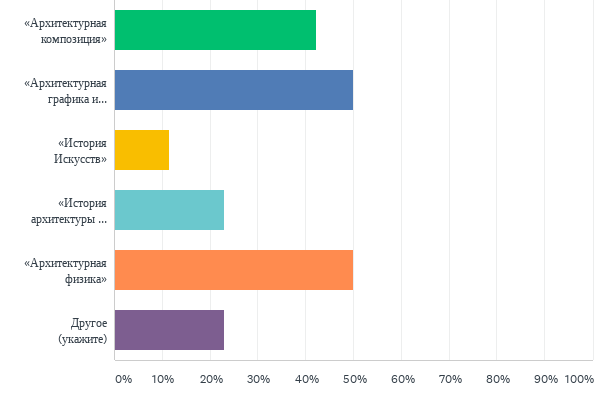 «Архитектурная
композиция»
«Архитектурная
графика и...
«История
Искусств»
«История
архитектуры ...
«Архитектурная
физика»
Другое
(укажите)
0% 10% 20% 30% 40% 50% 60% 70% 80% 90% 100%